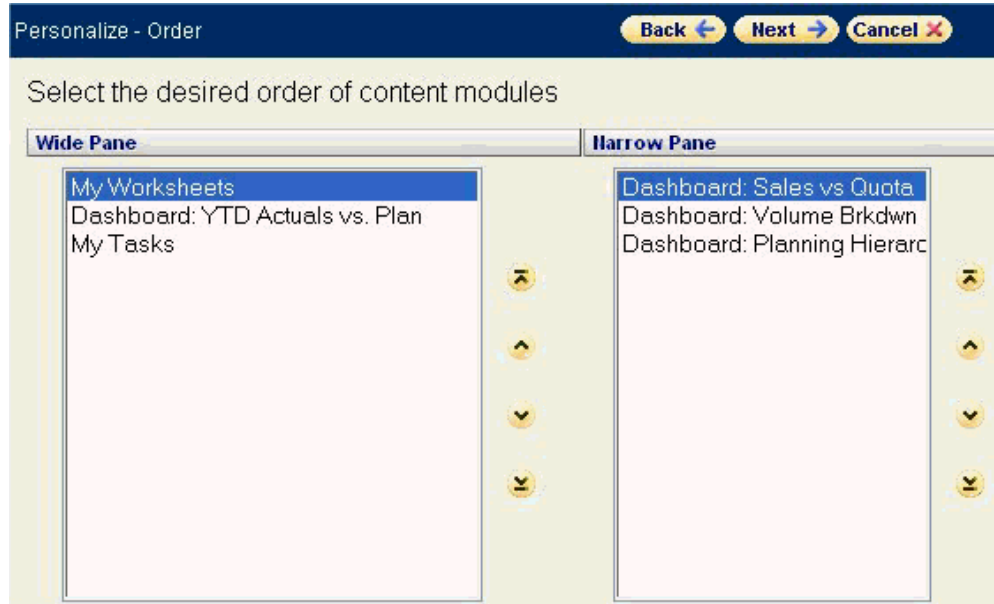 Personalize - Order
Back
Next
Cancel
Select the desired order of content modules
Wide Pane
Narrow Pane
My Worksheets
Dashboard: YTD Actuals vs. Plan
My Tasks
Dashboard: Sales vs Quota
Dashboard: Volume Brkdwn
Dashboard: Planning Hierarc